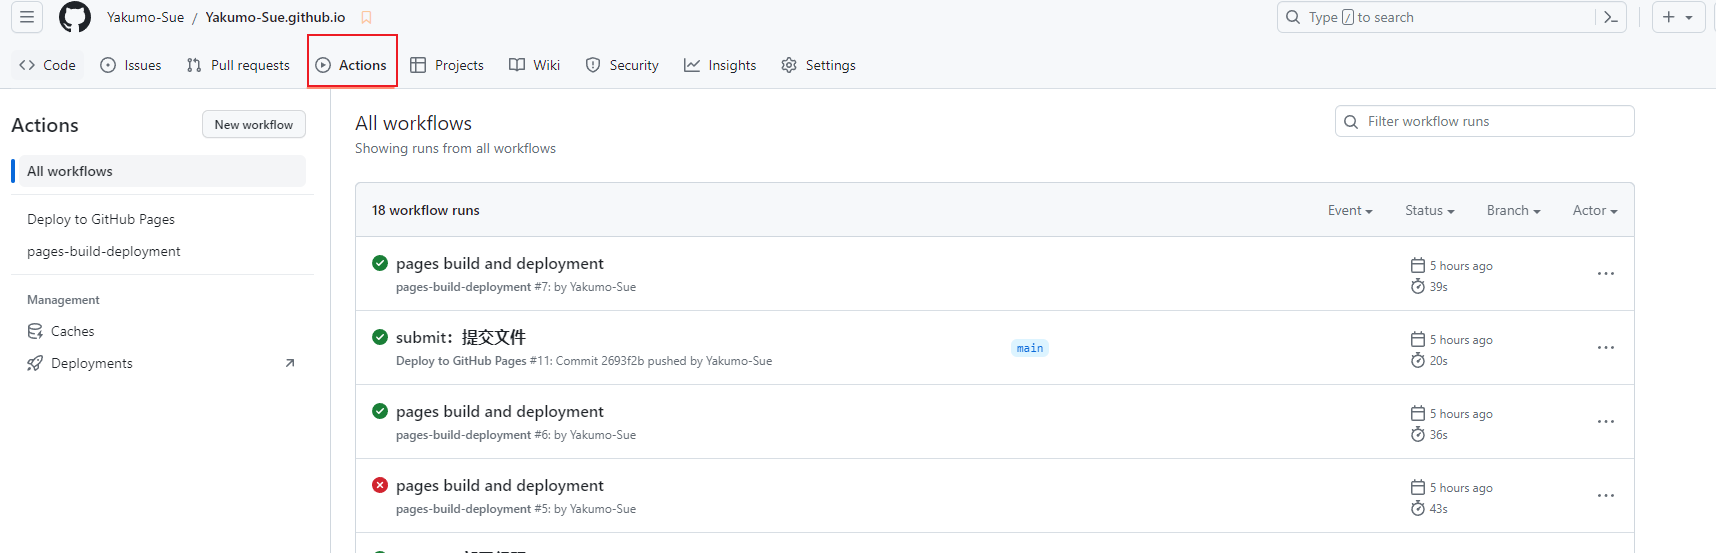 Yakumo-Sue / Yakumo-Sue.github.io
Type / to search
Code Issues Pull requests Actions Projects Wiki Security Insights Settings
Actions
New workflow
All workflows
Deploy to GitHub Pages
pages-build-deployment
Management
Caches
Deployments
All workflows
Showing runs from all workflows
Filter workflow runs
18 workflow runs
Event Status Branch Actor
pages build and deployment
pages-build-deployment #7: by Yakumo-Sue
5 hours ago
39s
submit：提交文件
Deploy to GitHub Pages #11: Commit 2693f2b pushed by Yakumo-Sue
main
5 hours ago
20s
pages build and deployment
pages-build-deployment #6: by Yakumo-Sue
5 hours ago
36s
pages build and deployment
pages-build-deployment #5: by Yakumo-Sue
5 hours ago
43s